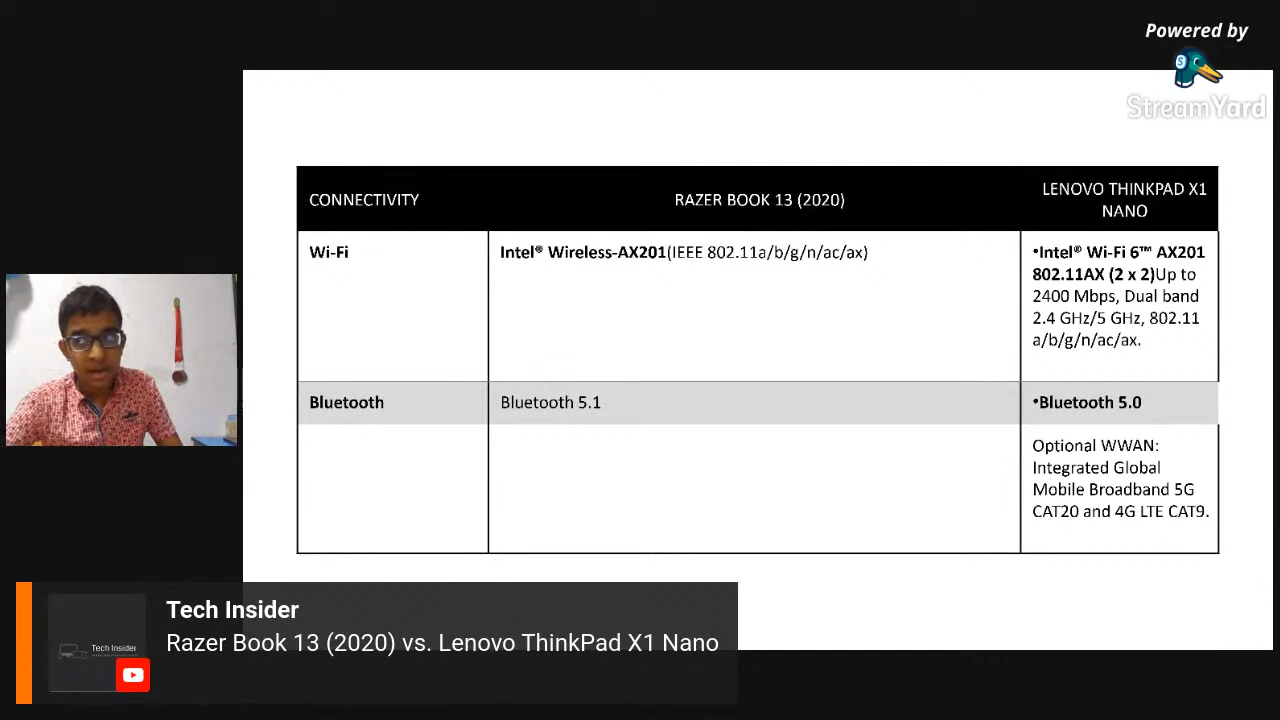 Powered by
StreamYard
CONNECTIVITY
RAZER BOOK 13 (2020)
LENOVO THINKPAD X1
NANO
Wi-Fi
Intel® Wireless-AX201(IEEE 802.11a/b/g/n/ac/ax)
•Intel® Wi-Fi 6™ AX201
802.11AX (2 x 2)Up to
2400 Mbps, Dual band
2.4 GHz/5 GHz, 802.11
a/b/g/n/ac/ax.
Bluetooth
Bluetooth 5.1
•Bluetooth 5.0
Optional WWAN:
Integrated Global
Mobile Broadband 5G
CAT20 and 4G LTE CAT9.
Tech Insider
Tech Insider
Razer Book 13 (2020) vs. Lenovo ThinkPad X1 Nano